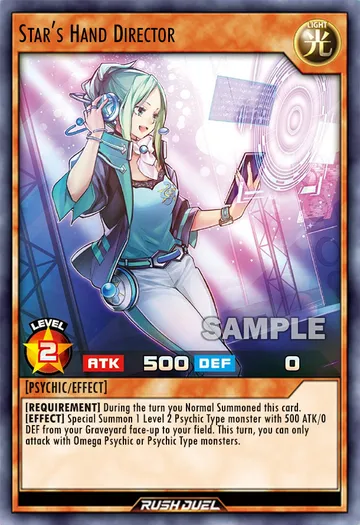 Star's Hand Director
LIGHT
光
SAMPLE
LEVEL
2
ATK 500 DEF 0
[PSYCHIC/EFFECT]
[REQUIREMENT] During the turn you Normal Summoned this card.
[EFFECT] Special Summon 1 Level 2 Psychic Type monster with 500 ATK/0
DEF from your Graveyard face-up to your field. This turn, you can only
attack with Omega Psychic or Psychic Type monsters.
RUSH DUEL